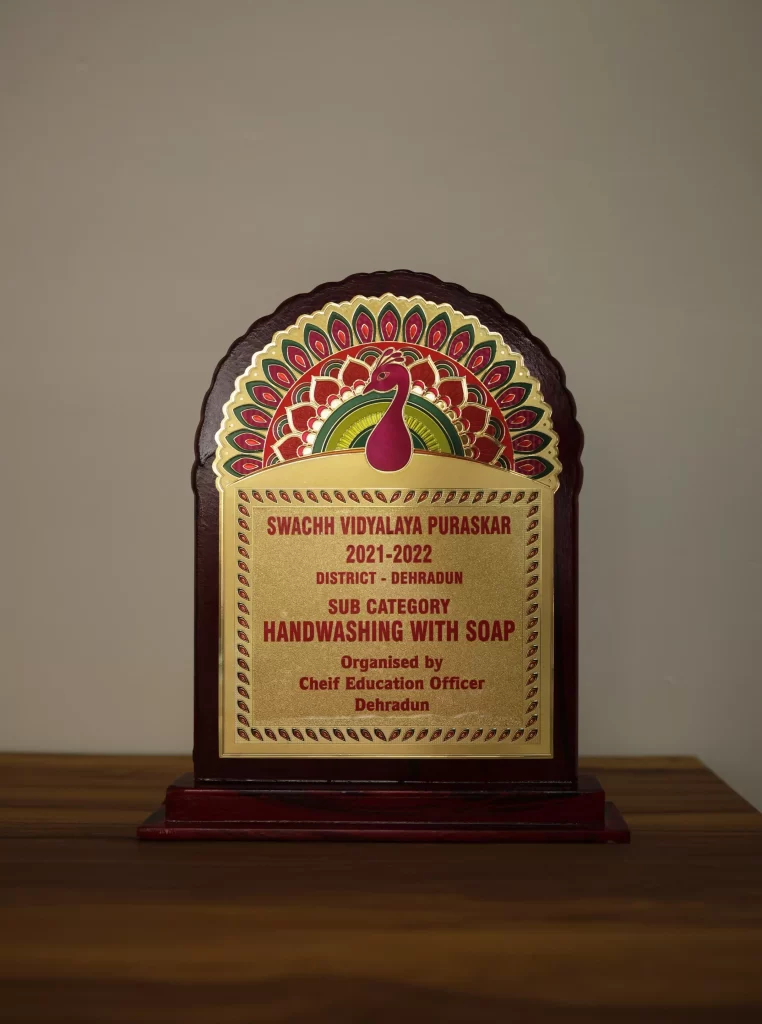 SWACHH VIDYALAYA PURASKAR
2021-2022
DISTRICT - DEHRADUN
SUB CATEGORY
HANDWASHING WITH SOAP
Organised by
Cheif Education Officer
Dehradun